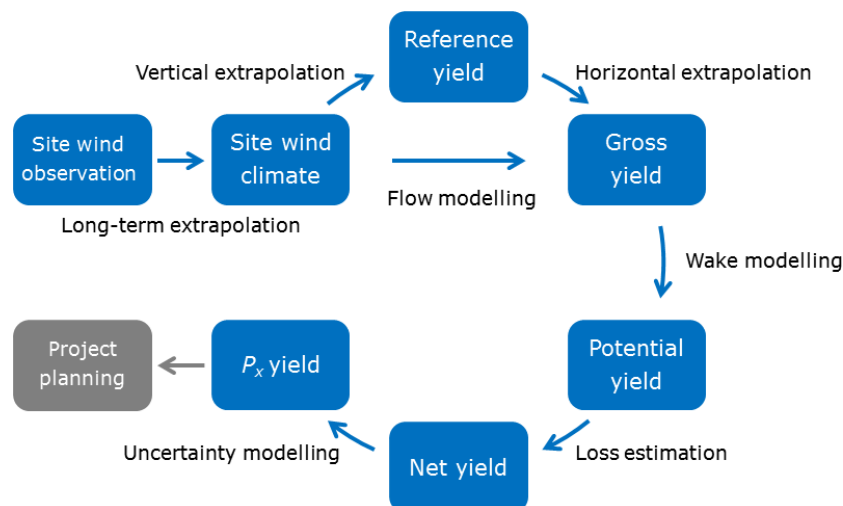 Reference
yield
Vertical extrapolation
Horizontal extrapolation
Site wind
observation
Site wind
climate
Gross
yield
Flow modelling
Long-term extrapolation
Wake modelling
Project
planning
Px yield
Potential
yield
Uncertainty modelling
Net yield
Loss estimation